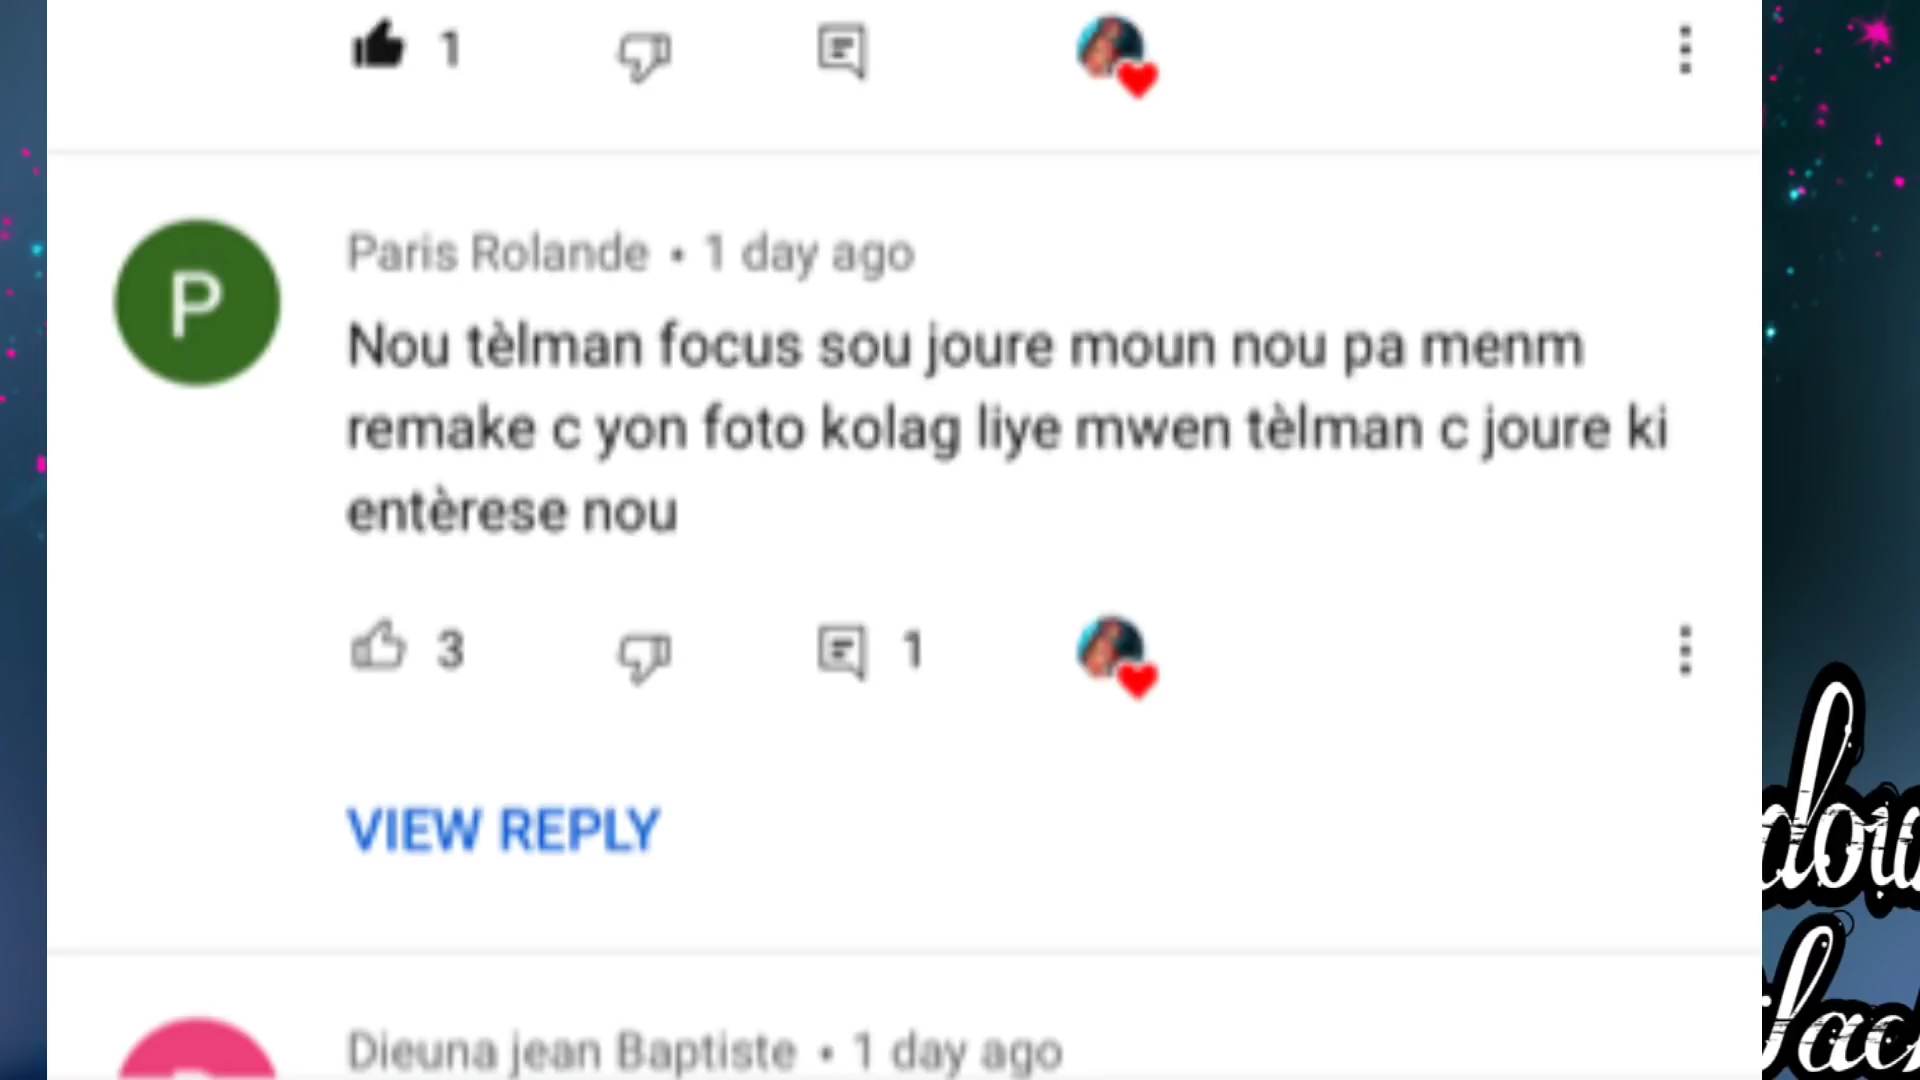 1
Paris Rolande • 1 day ago
P
Nou tèlman focus sou joure moun nou pa menm
remake c yon foto kolag liye mwen tèlman c joure ki
entèrese nou
3
1
VIEW REPLY
Dieuna jean Baptiste • 1 day ago